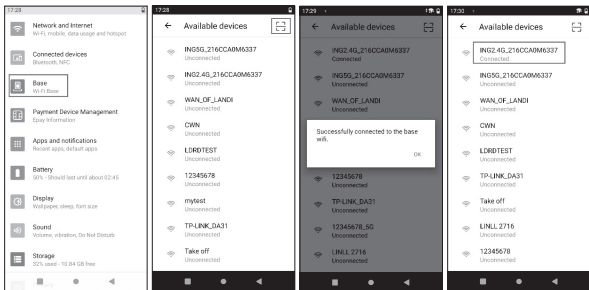 17:28
Network and Internet
Wi-Fi, mobile, data usage and hotspot
Connected devices
Bluetooth, NFC
Base
Wi-Fi Base
Payment Device Management
Epay Information
Apps and notifications
Recent apps, default apps
Battery
50% - Should last until about 02:45
Display
Wallpaper, sleep, font size
Sound
Volume, vibration, Do Not Disturb
Storage
32% used - 10.84 GB free
17:28
Available devices
ING5G_216CCA0M6337
Unconnected
ING2.4G_216CCA0M6337
Unconnected
WAN_OF_LANDI
Unconnected
CWN
Unconnected
LDRDTEST
Unconnected
12345678
Unconnected
mytest
Unconnected
TP-LINK_DA31
Unconnected
Take off
Unconnected
17:29
Available devices
ING2.4G_216CCA0M6337
Connected
ING5G_216CCA0M6337
Unconnected
WAN_OF_LANDI
Successfully connected to the base
wifi.
OK
12345678
Unconnected
TP-LINK_DA31
Unconnected
12345678_5G
Unconnected
LINLL 2716
Unconnected
17:30
Available devices
ING2.4G_216CCA0M6337
Connected
ING5G_216CCA0M6337
Unconnected
WAN_OF_LANDI
Unconnected
CWN
Unconnected
LDRDTEST
Unconnected
TP-LINK_DA31
Unconnected
Take off
Unconnected
LINLL 2716
Unconnected
12345678
Unconnected